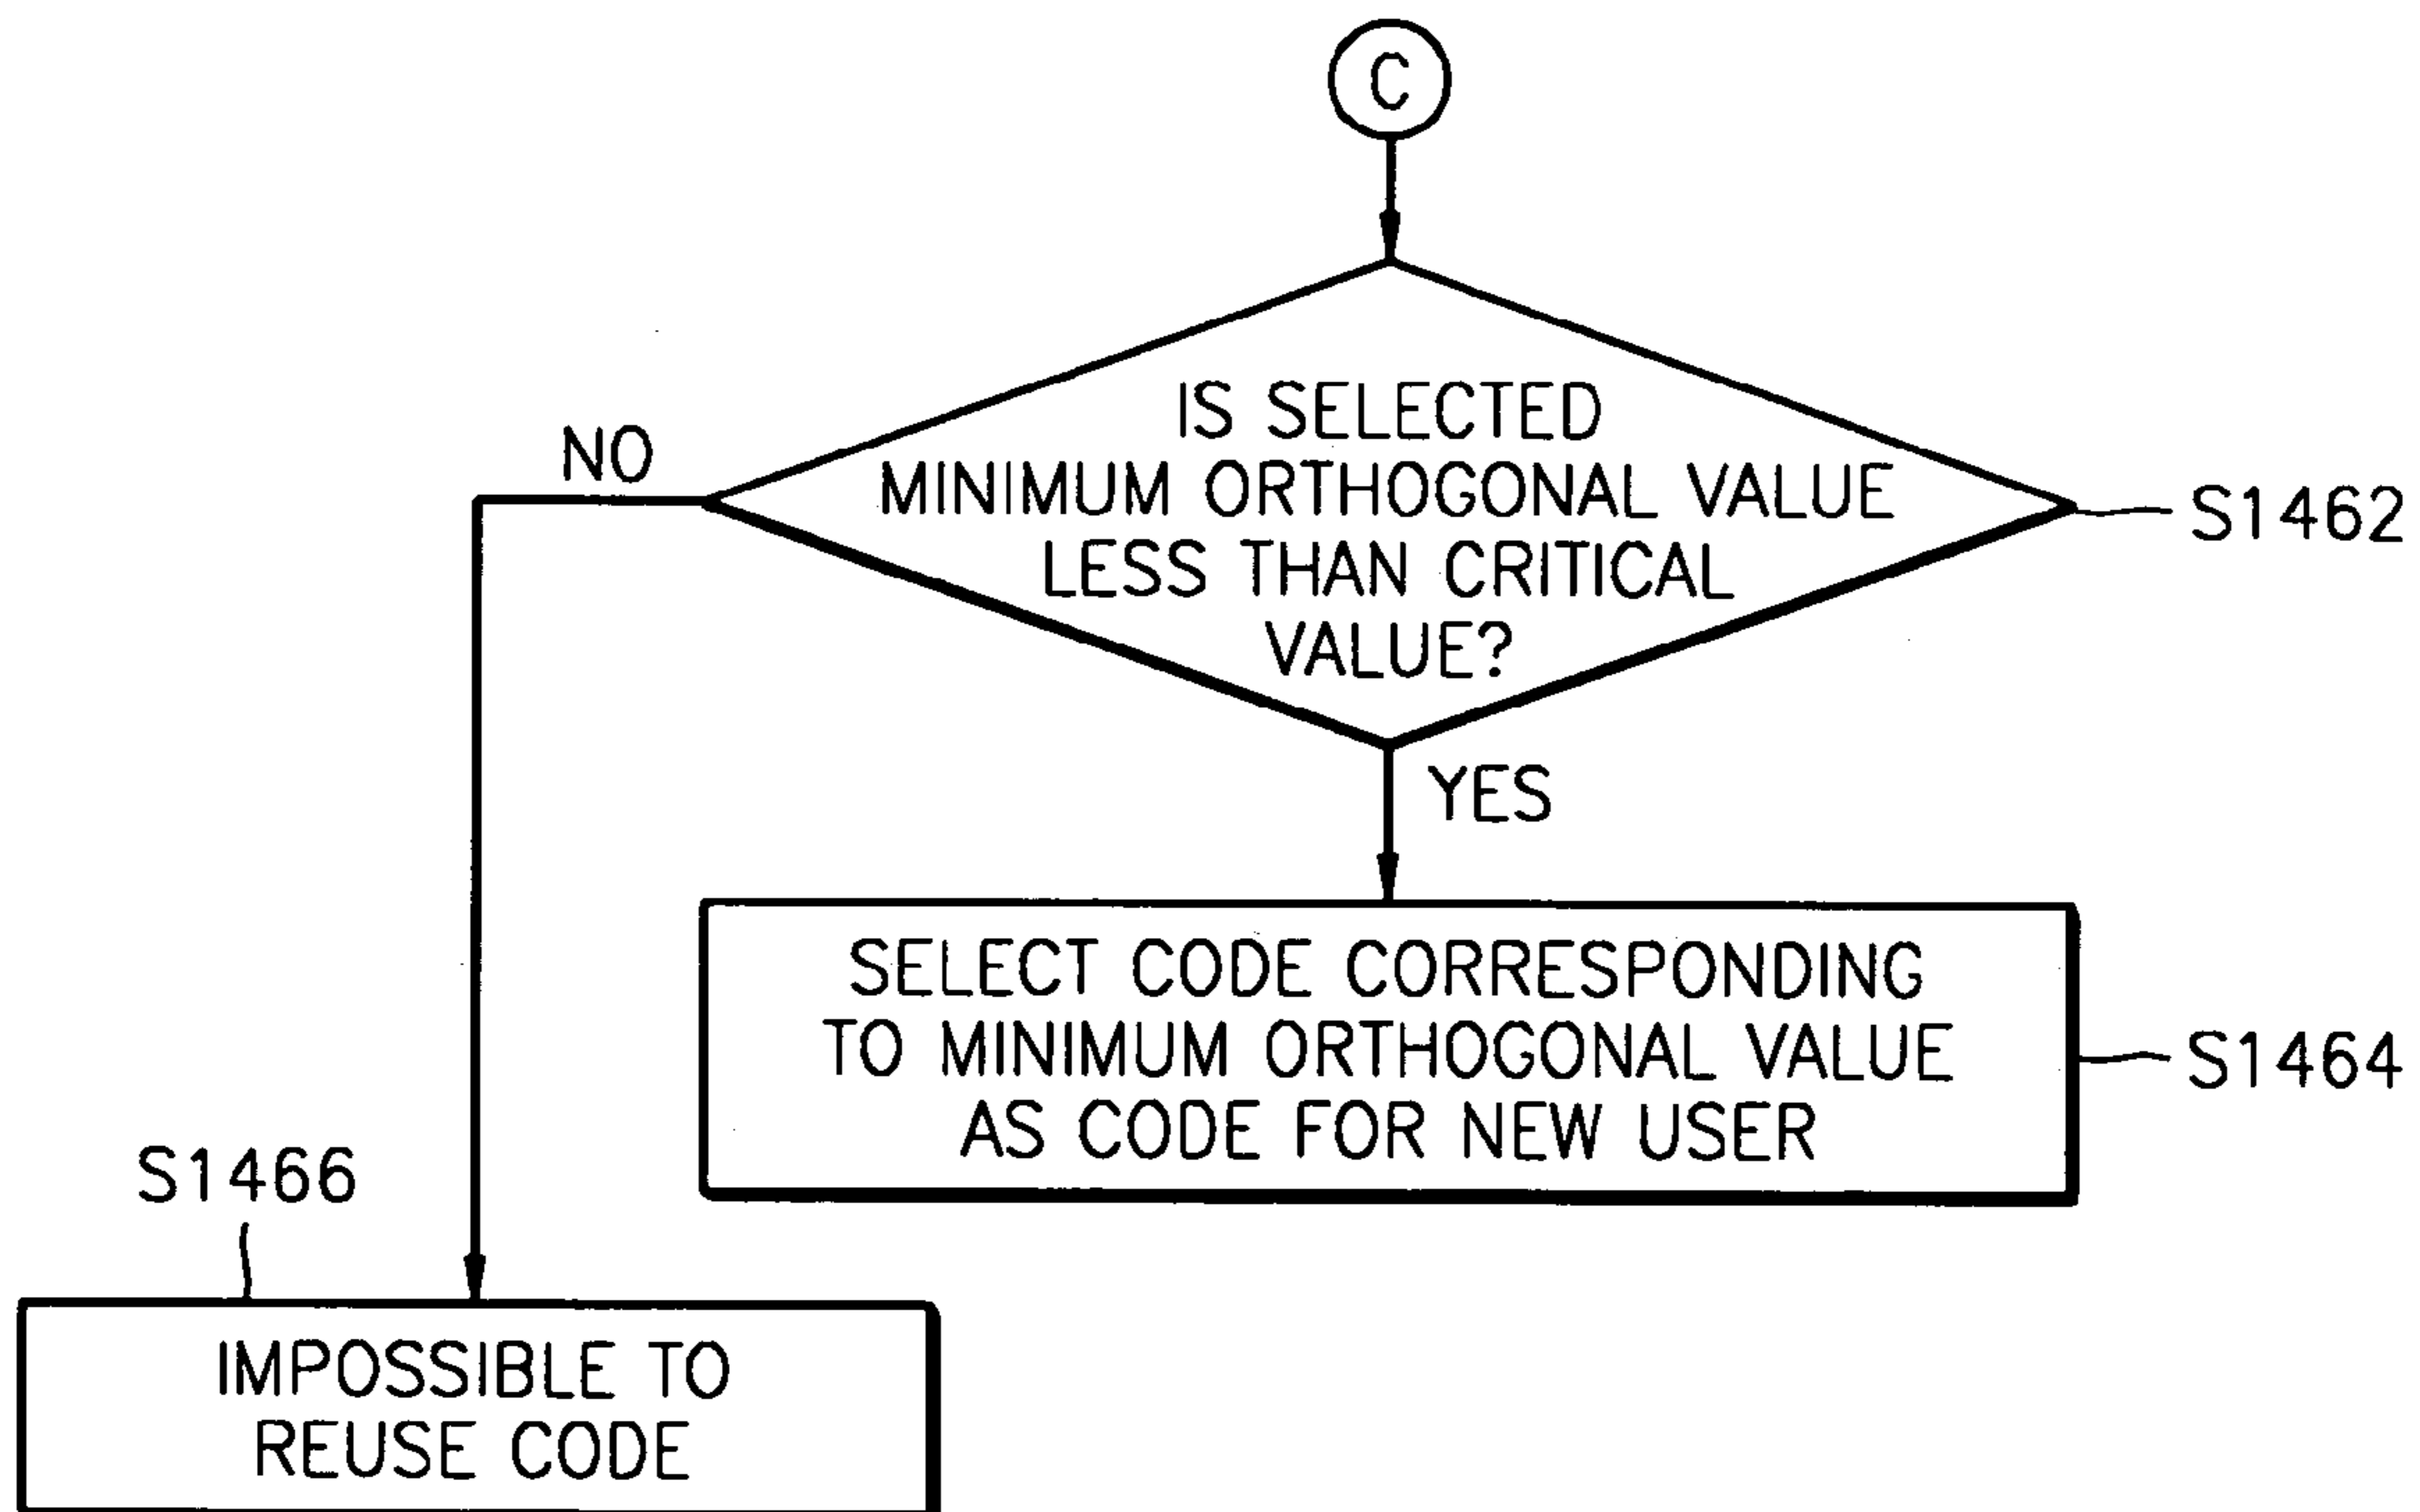 C
IS SELECTED
NO
MINIMUM ORTHOGONAL VALUE
S1462
LESS THAN CRITICAL
VALUE?
YES
SELECT CODE CORRESPONDING
TO MINIMUM ORTHOGONAL VALUE
S1464
AS CODE FOR NEW USER
S1466
IMPOSSIBLE TO
REUSE CODE